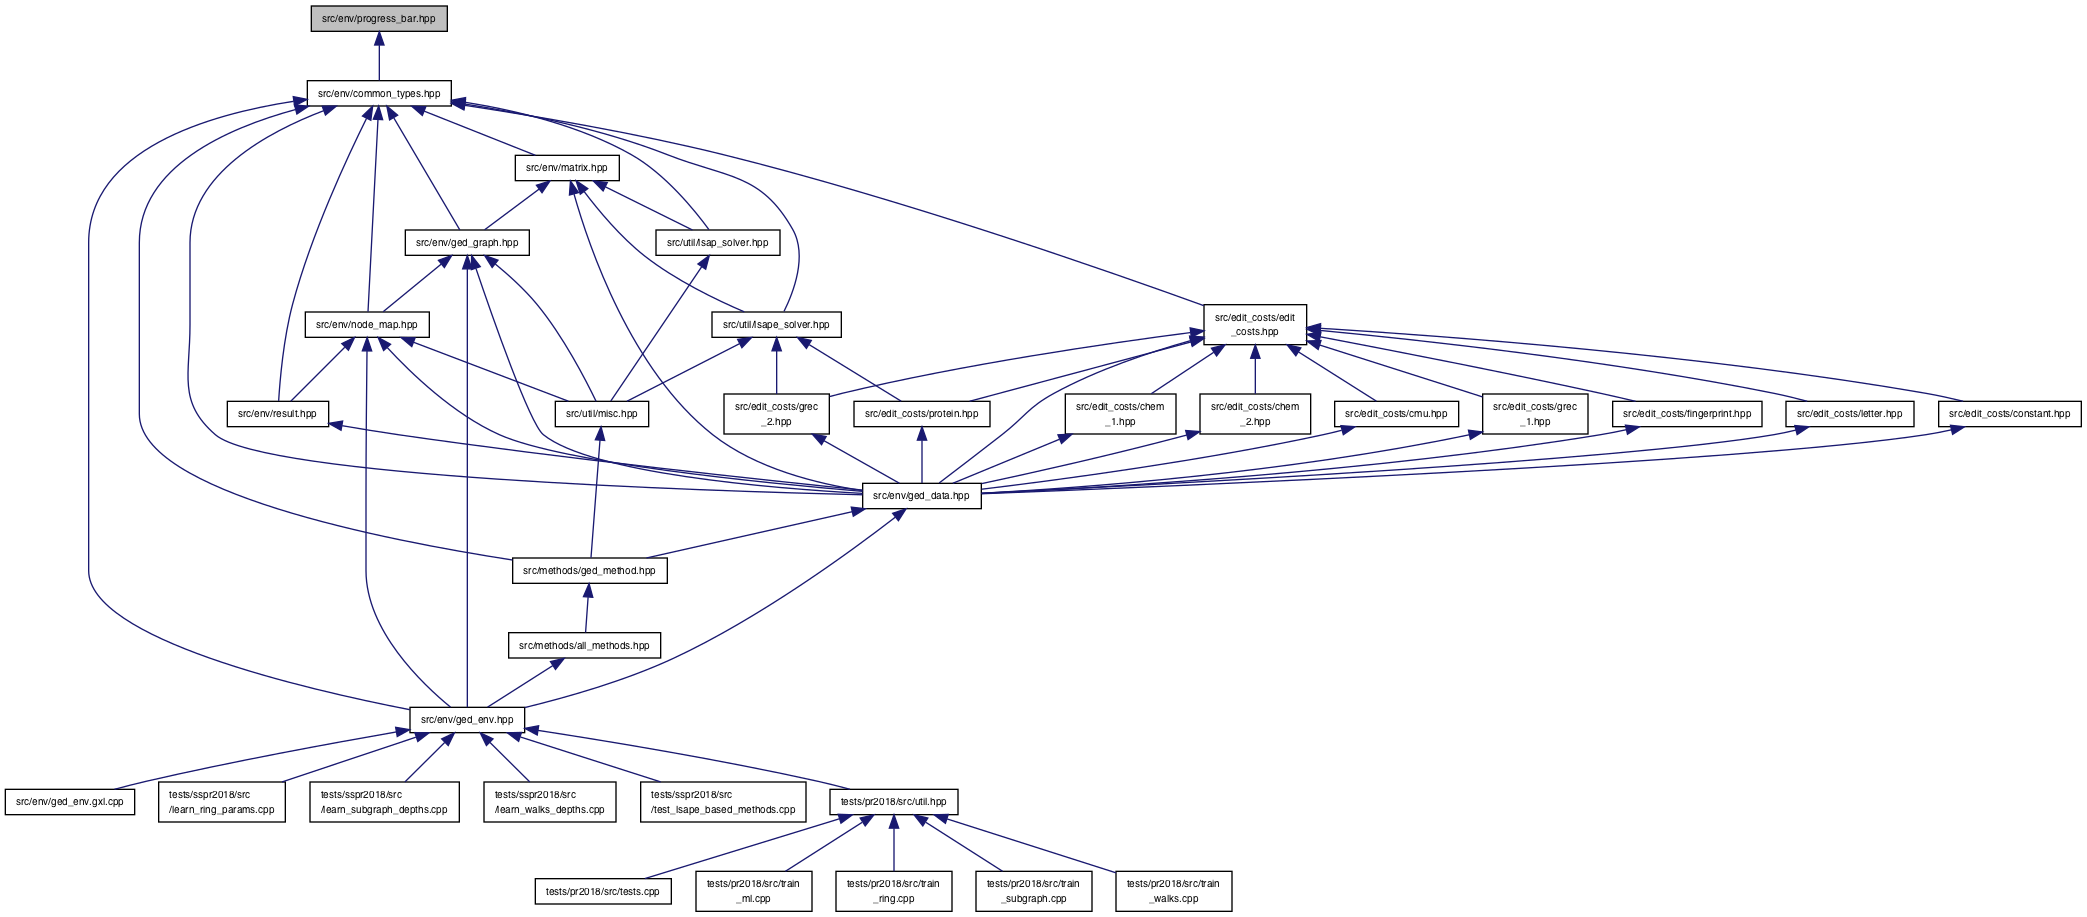 src/env/progress_bar.hpp
src/env/common_types.hpp
src/env/matrix.hpp
src/env/ged_graph.hpp
src/util/lsap_solver.hpp
src/env/node_map.hpp
src/util/lsape_solver.hpp
src/edit_costs/edit
_costs.hpp
src/env/result.hpp
src/util/misc.hpp
src/edit_costs/grec
_2.hpp
src/edit_costs/protein.hpp
src/edit_costs/chem
_1.hpp
src/edit_costs/chem
_2.hpp
src/edit_costs/cmu.hpp
src/edit_costs/grec
_1.hpp
src/edit_costs/fingerprint.hpp
src/edit_costs/letter.hpp
src/edit_costs/constant.hpp
src/env/ged_data.hpp
src/methods/ged_method.hpp
src/methods/all_methods.hpp
src/env/ged_env.hpp
src/env/ged_env.gxl.cpp
tests/sspr2018/src
/learn_ring_params.cpp
tests/sspr2018/src
/learn_subgraph_depths.cpp
tests/sspr2018/src
/learn_walks_depths.cpp
tests/sspr2018/src
/test_lsape_based_methods.cpp
tests/pr2018/src/util.hpp
tests/pr2018/src/tests.cpp
tests/pr2018/src/train
_ml.cpp
tests/pr2018/src/train
_ring.cpp
tests/pr2018/src/train
_subgraph.cpp
tests/pr2018/src/train
_walks.cpp